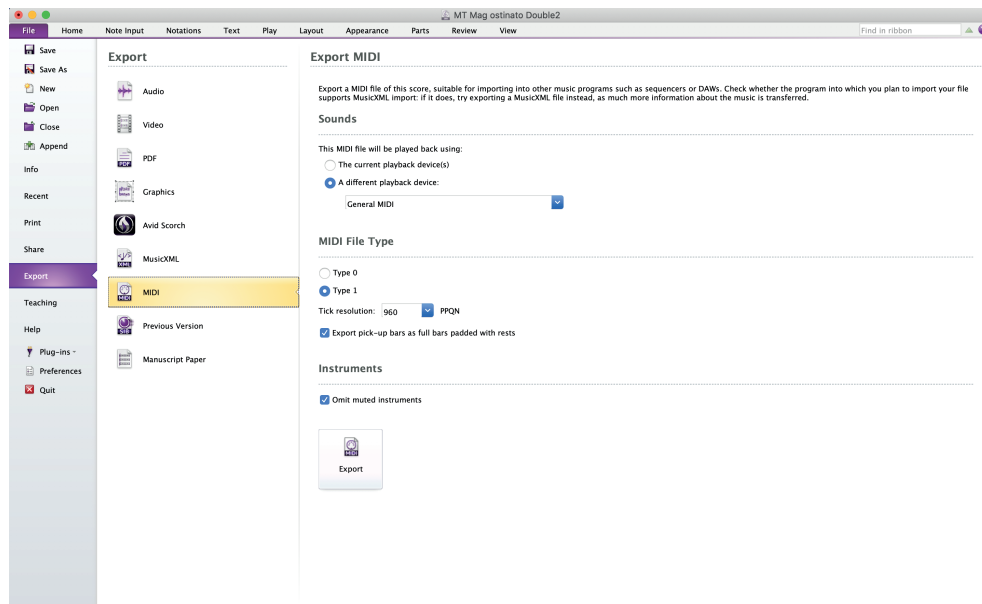 MT Mag ostinato Double2
File Home Note Input Notations Text Play Layout Appearance Parts Review View Find in ribbon
Save
Save As
New
Open
Close
Append
Info
Recent
Print
Share
Export
Teaching
Help
Plug-ins
Preferences
Quit
Export
Audio
Video
PDF
PDF
Graphics
Avid Scorch
XML
MusicXML
MIDI
MIDI
SIB
Previous Version
Manuscript Paper
Export MIDI
Export a MIDI file of this score, suitable for importing into other music programs such as sequencers or DAWs. Check whether the program into which you plan to import your file
supports MusicXML import: if it does, try exporting a MusicXML file instead, as much more information about the music is transferred.
Sounds
This MIDI file will be played back using:
The current playback device(s)
A different playback device:
General MIDI
MIDI File Type
Type 0
Type 1
Tick resolution: 960 PPQN
Export pick-up bars as full bars padded with rests
Instruments
Omit muted instruments
MIDI
Export